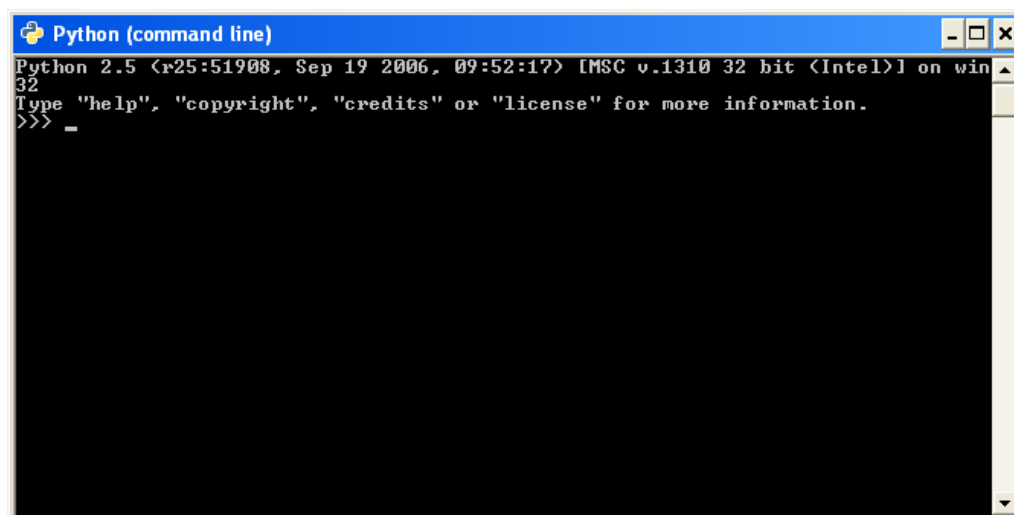 Python (command line)
Python 2.5 (r25:51908, Sep 19 2006, 09:52:17) [MSC v.1310 32 bit (Intel)] on win
32
Type "help", "copyright", "credits" or "license" for more information.
>>> _